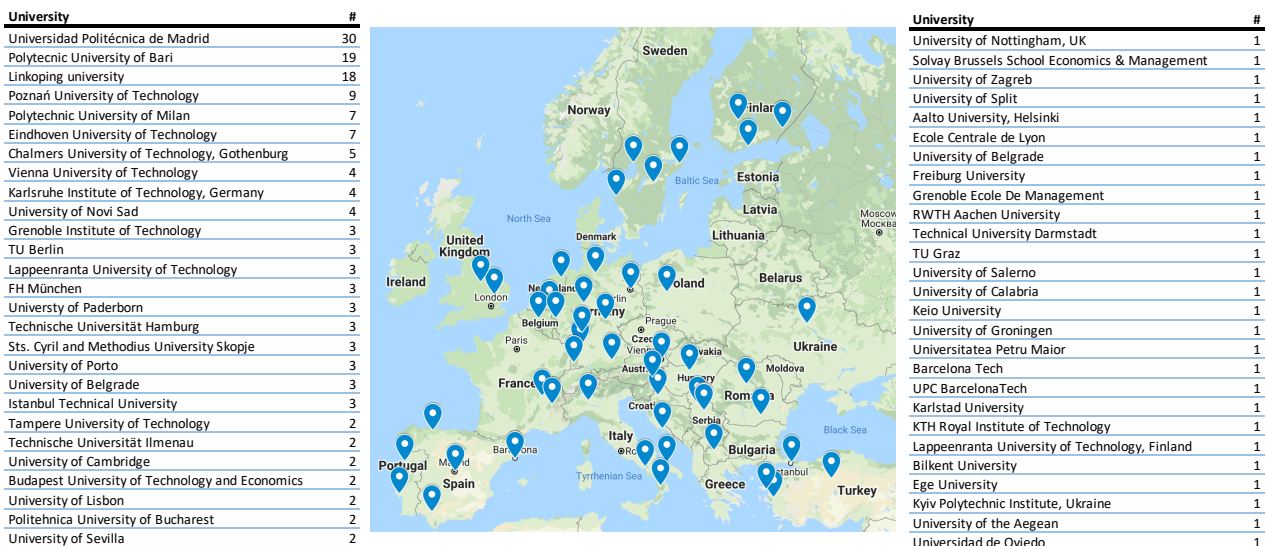 University #
Universidad Politécnica de Madrid 30
Polytecnic University of Bari 19
Linkoping university 18
Poznań University of Technology 9
Polytechnic University of Milan 7
Eindhoven University of Technology 7
Chalmers University of Technology, Gothenburg 5
Vienna University of Technology 4
Karlsruhe Institute of Technology, Germany 4
University of Novi Sad 4
Grenoble Institute of Technology 3
TU Berlin 3
Lappeenranta University of Technology 3
FH München 3
Universty of Paderborn 3
Technische Universität Hamburg 3
Sts. Cyril and Methodius University Skopje 3
University of Porto 3
University of Belgrade 3
Istanbul Technical University 3
Tampere University of Technology 2
Technische Universität Ilmenau 2
University of Cambridge 2
Budapest University of Technology and Economics 2
University of Lisbon 2
Politehnica University of Bucharest 2
University of Sevilla 2
Sweden
Norway
Finlan
Estonia
Baltic Sea
Latvia
North Sea
Moscow
Москва
Denmark
Lithuania
United
Kingdom
Ireland
Belarus
Poland
London
Belgium
Prague
Paris
Ukraine
Moldova
France
Croati
Serbia
Black Sea
Italy
Bulgaria
Portugal
Spain
Tyrrhenian Sea
Greece
Turkey
University #
University of Nottingham, UK 1
Solvay Brussels School Economics & Management 1
University of Zagreb 1
University of Split 1
Aalto University, Helsinki 1
Ecole Centrale de Lyon 1
University of Belgrade 1
Freiburg University 1
Grenoble Ecole De Management 1
RWTH Aachen University 1
Technical University Darmstadt 1
TU Graz 1
University of Salerno 1
University of Calabria 1
Keio University 1
University of Groningen 1
Universitatea Petru Maior 1
Barcelona Tech 1
UPC BarcelonaTech 1
Karlstad University 1
KTH Royal Institute of Technology 1
Lappeenranta University of Technology, Finland 1
Bilkent University 1
Ege University 1
Kyiv Polytechnic Institute, Ukraine 1
University of the Aegean 1
Universidad de Oviedo 1